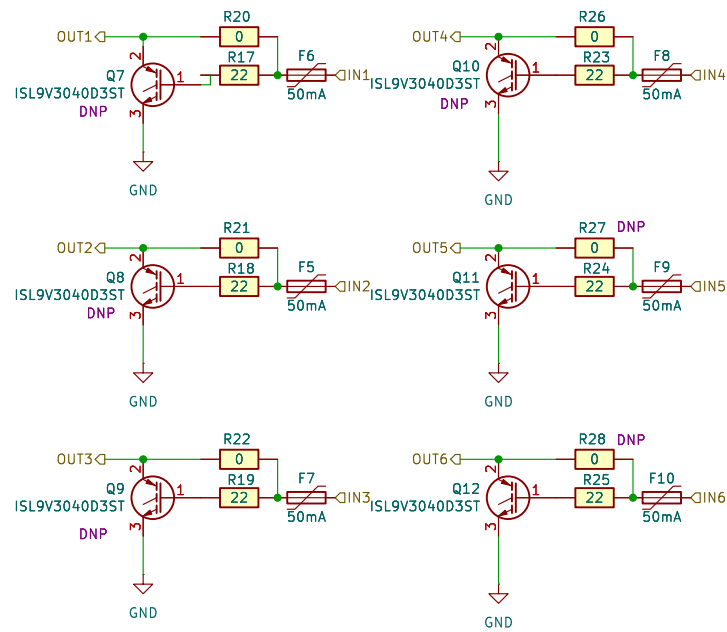 R20
OUT1
0
2
R17
F6
Q7
1
22
IN1
ISL9V3040D3ST
50mA
DNP
3
GND
R26
OUT4
0
2
R23
F8
Q10
1
22
IN4
ISL9V3040D3ST
50mA
DNP
3
GND
R21
OUT2
0
2
R18
F5
Q8
1
22
IN2
ISL9V3040D3ST
50mA
DNP
3
GND
R27
DNP
OUT5
0
2
R24
F9
Q11
1
22
IN5
ISL9V3040D3ST
50mA
3
GND
R22
OUT3
0
2
R19
F7
Q9
1
22
IN3
ISL9V3040D3ST
50mA
DNP
3
GND
R28
DNP
OUT6
0
2
R25
F10
Q12
1
22
IN6
ISL9V3040D3ST
50mA
3
GND